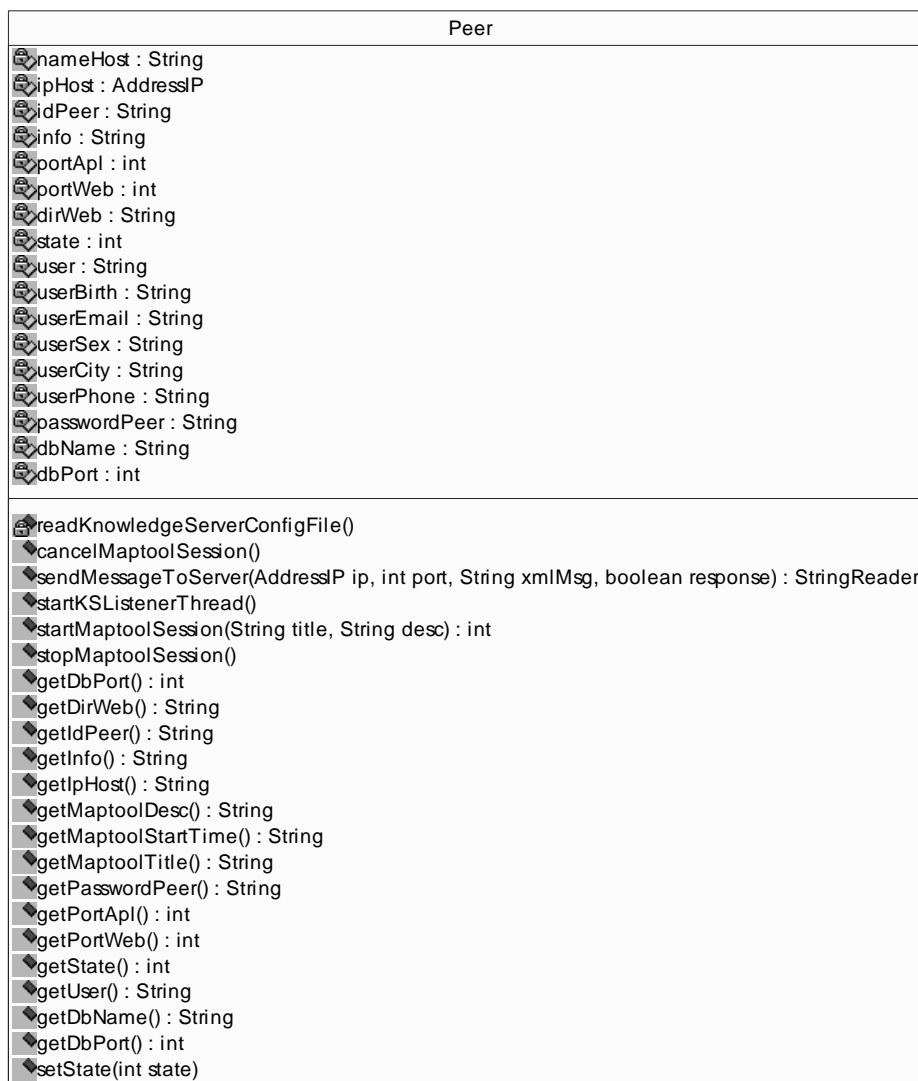 Peer
nameHost : String
ipHost : AddressIP
idPeer : String
info : String
portApl : int
portWeb : int
dirWeb : String
state : int
user : String
userBirth : String
userEmail : String
userSex : String
userCity : String
userPhone : String
passwordPeer : String
dbName : String
dbPort : int
readKnowledgeServerConfigFile()
cancelMaptoolSession()
sendMessageToServer(AddressIP ip, int port, String xmlMsg, boolean response) : StringReader
startKSListenerThread()
startMaptoolSession(String title, String desc) : int
stopMaptoolSession()
getDbPort() : int
getDirWeb() : String
getIdPeer() : String
getInfo() : String
getIpHost() : String
getMaptoolDesc() : String
getMaptoolStartTime() : String
getMaptoolTitle() : String
getPasswordPeer() : String
getPortApl() : int
getPortWeb() : int
getState() : int
getUser() : String
getDbName() : String
getDbPort() : int
setState(int state)